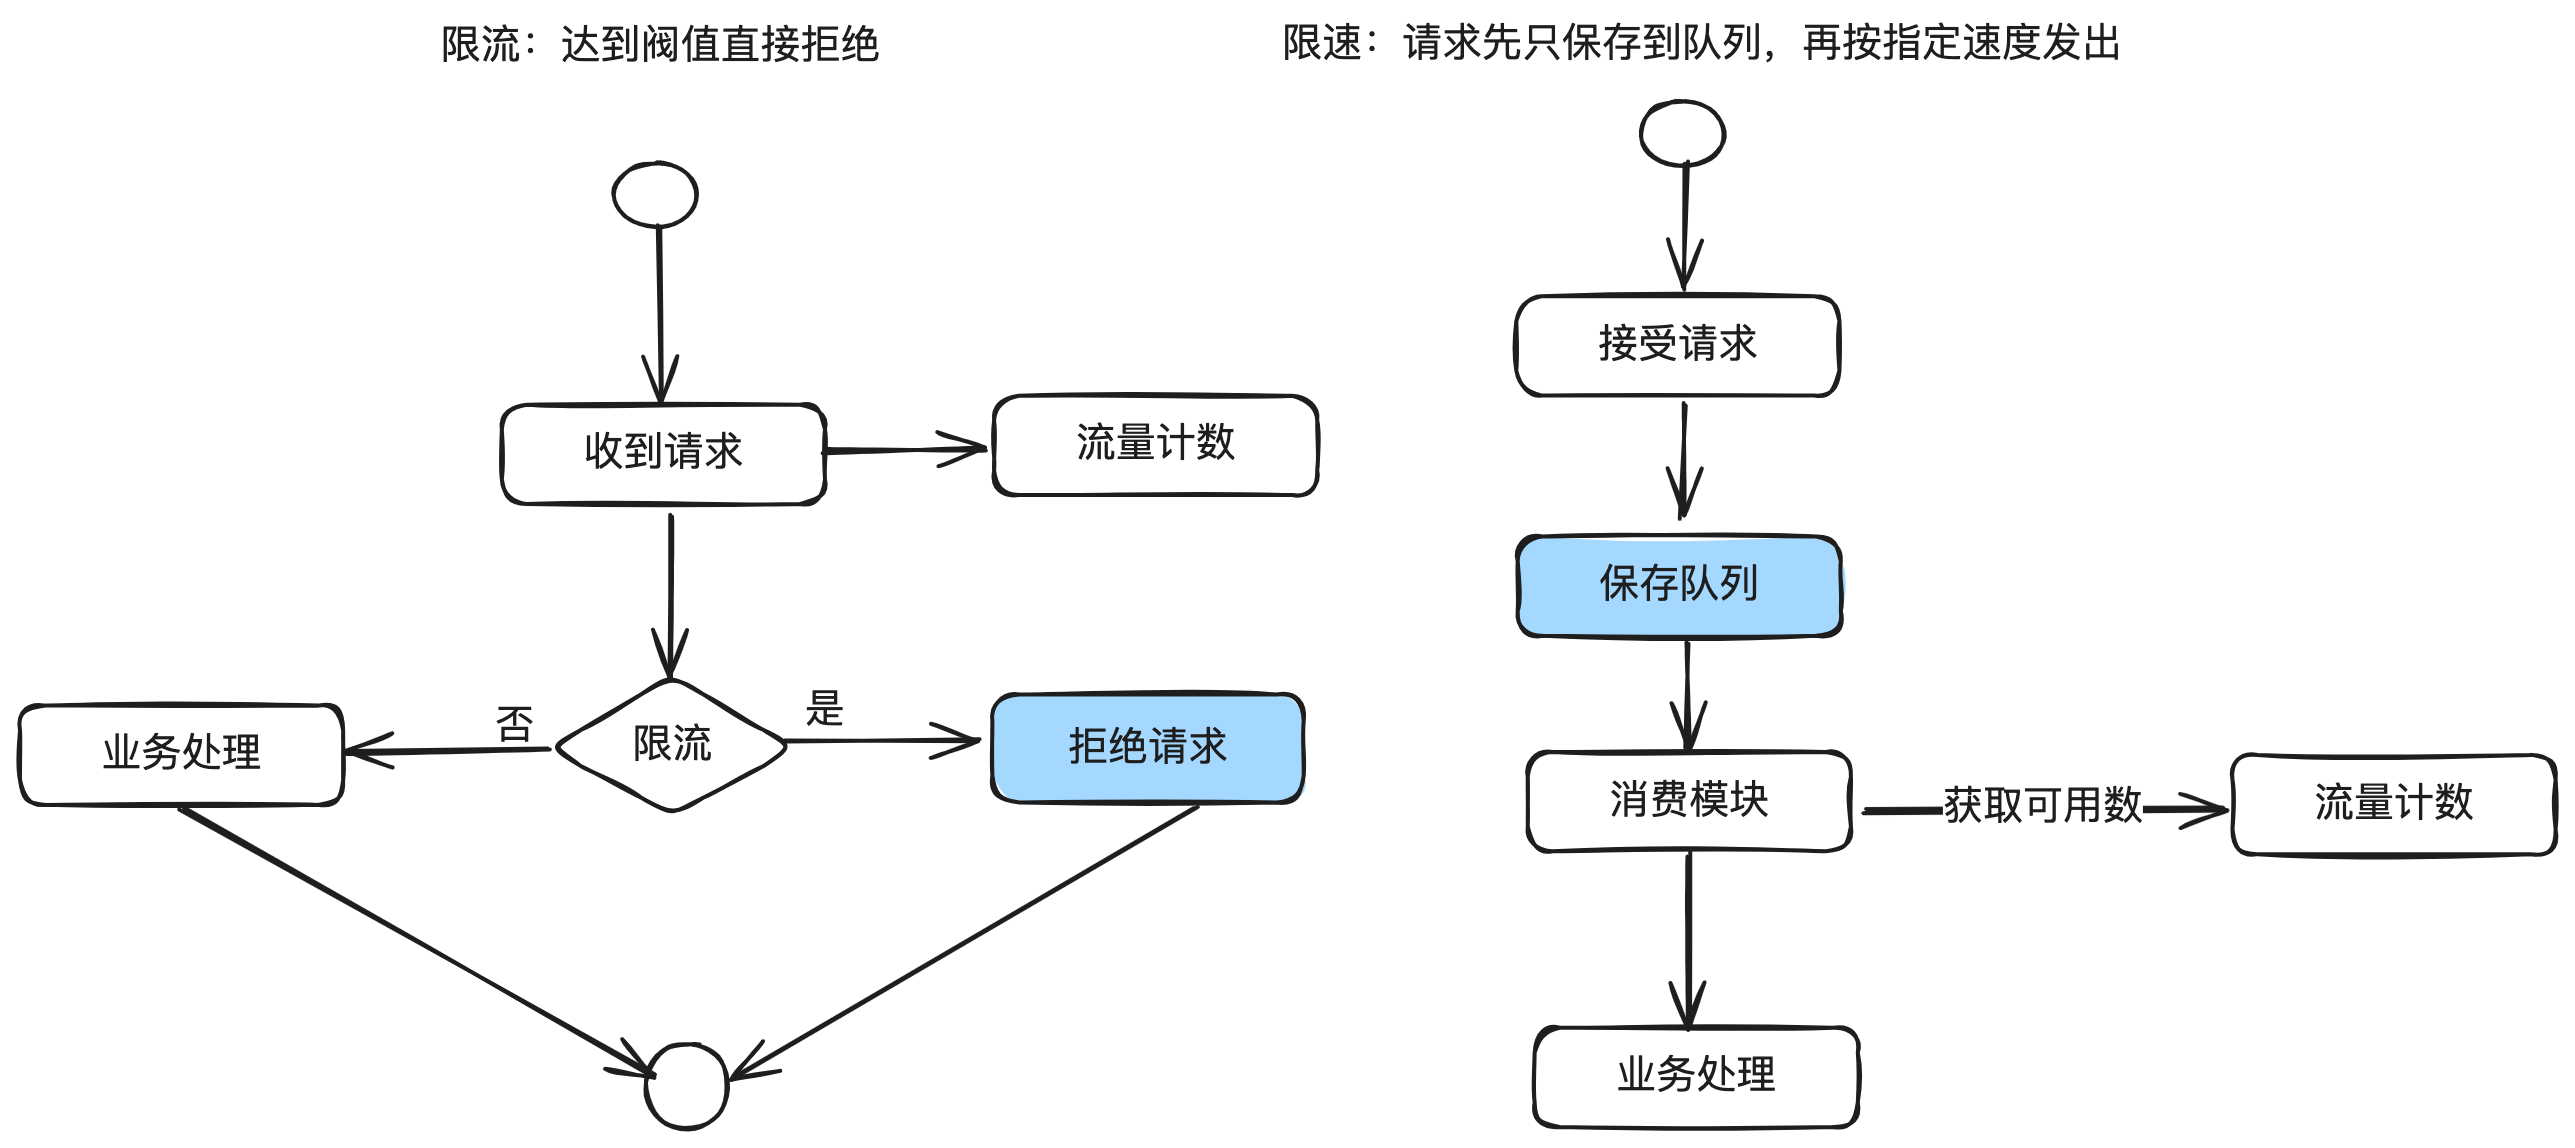 限流：达到阀值直接拒绝
收到请求
流量计数
限流
否
是
业务处理
拒绝请求
限速：请求先只保存到队列，再按指定速度发出
接受请求
保存队列
消费模块
获取可用数
流量计数
业务处理